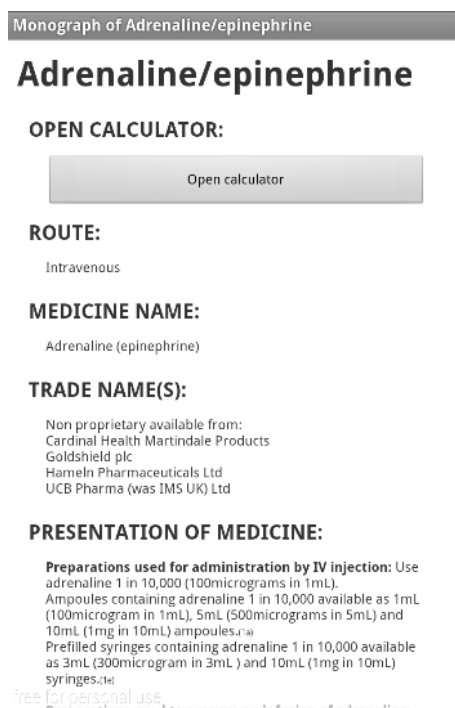 Monograph of Adrenaline/epinephrine
Adrenaline/epinephrine
OPEN CALCULATOR:
Open calculator
ROUTE:
Intravenous
MEDICINE NAME:
Adrenaline (epinephrine)
TRADE NAME(S):
Non proprietary available from:
Cardinal Health Martindale Products
Goldshield plc
Hameln Pharmaceuticals Ltd
UCB Pharma (was IMS UK) Ltd
PRESENTATION OF MEDICINE:
Preparations used for administration by IV injection: Use
adrenaline 1 in 10,000 (100micrograms in 1mL).
Ampoules containing adrenaline 1 in 10,000 available as 1mL
(100microgram in 1mL), 5mL (500micrograms in 5mL) and
10mL (1mg in 10mL) ampoules.(1a)
Prefilled syringes containing adrenaline 1 in 10,000 available
as 3mL (300microgram in 3mL ) and 10mL (1mg in 10mL)
syringes.(1e)
free for personal use